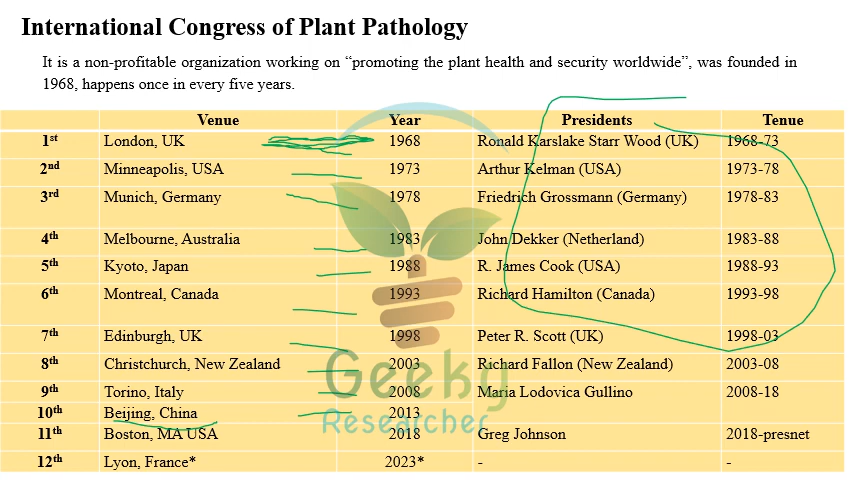 International Congress of Plant Pathology
It is a non-profitable organization working on “promoting the plant health and security worldwide”, was founded in
1968, happens once in every five years.
Venue Year Presidents Tenue
1st London, UK 1968 Ronald Karslake Starr Wood (UK) 1968-73
2nd Minneapolis, USA 1973 Arthur Kelman (USA) 1973-78
3rd Munich, Germany 1978 Friedrich Grossmann (Germany) 1978-83
4th Melbourne, Australia 1983 John Dekker (Netherland) 1983-88
5th Kyoto, Japan 1988 R. James Cook (USA) 1988-93
6th Montreal, Canada 1993 Richard Hamilton (Canada) 1993-98
7th Edinburgh, UK 1998 Peter R. Scott (UK) 1998-03
8th Christchurch, New Zealand 2003 Richard Fallon (New Zealand) 2003-08
9th Torino, Italy 2008 Maria Lodovica Gullino 2008-18
10th Beijing, China 2013
11th Boston, MA USA 2018 Greg Johnson 2018-presnet
12th Lyon, France* 2023* - -
Geeky
Researcher